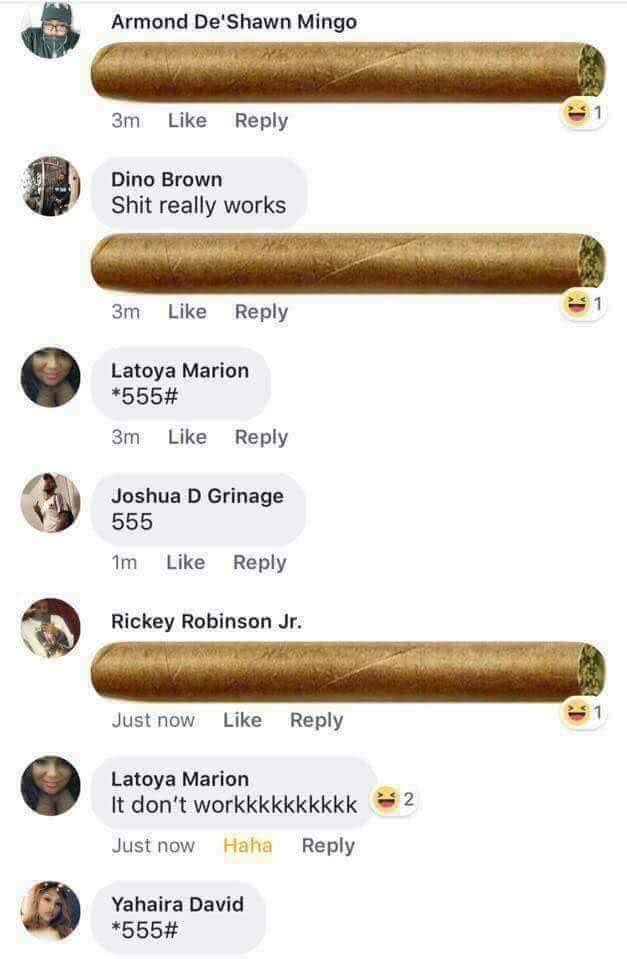 Armond De'Shawn Mingo
1
3m Like Reply
Dino Brown
Shit really works
1
3m Like Reply
Latoya Marion
*555#
3m Like Reply
Joshua D Grinage
555
1m Like Reply
Rickey Robinson Jr.
1
Just now Like Reply
Latoya Marion
It don't workkkkkkkkkkk
2
Just now Haha Reply
Yahaira David
*555#